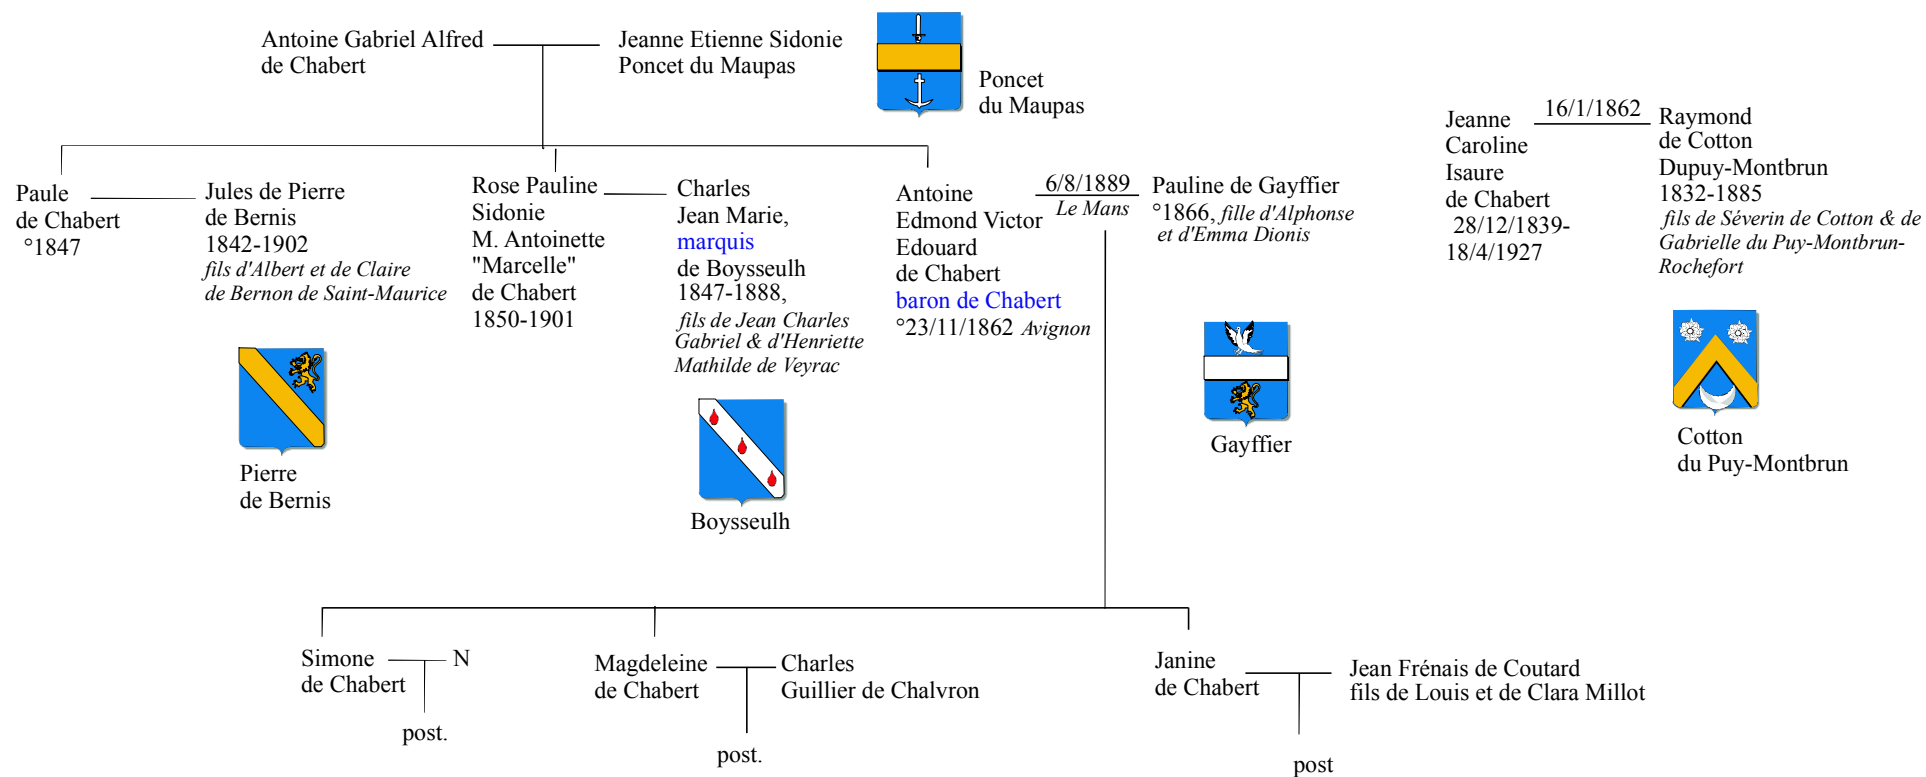 Antoine Gabriel Alfred
de Chabert
Jeanne Etienne Sidonie
Poncet du Maupas
Poncet
du Maupas
Jeanne
Caroline
Isaure
de Chabert
28/12/1839-
18/4/1927
16/1/1862
Raymond
de Cotton
Dupuy-Montbrun
1832-1885
fils de Séverin de Cotton & de
Gabrielle du Puy-Montbrun-
Rochefort
Cotton
du Puy-Montbrun
Paule
de Chabert
°1847
Jules de Pierre
de Bernis
1842-1902
fils d'Albert et de Claire
de Bernon de Saint-Maurice
Pierre
de Bernis
Rose Pauline
Sidonie
M. Antoinette
"Marcelle"
de Chabert
1850-1901
Charles
Jean Marie,
marquis
de Boysseulh
1847-1888,
fils de Jean Charles
Gabriel & d'Henriette
Mathilde de Veyrac
Boysseulh
Antoine
Edmond Victor
Edouard
de Chabert
baron de Chabert
°23/11/1862 Avignon
6/8/1889
Le Mans
Pauline de Gayffier
°1866, fille d'Alphonse
et d'Emma Dionis
Gayffier
Simone
de Chabert
N
post.
Magdeleine
de Chabert
Charles
Guillier de Chalvron
post.
Janine
de Chabert
Jean Frénais de Coutard
fils de Louis et de Clara Millot
post